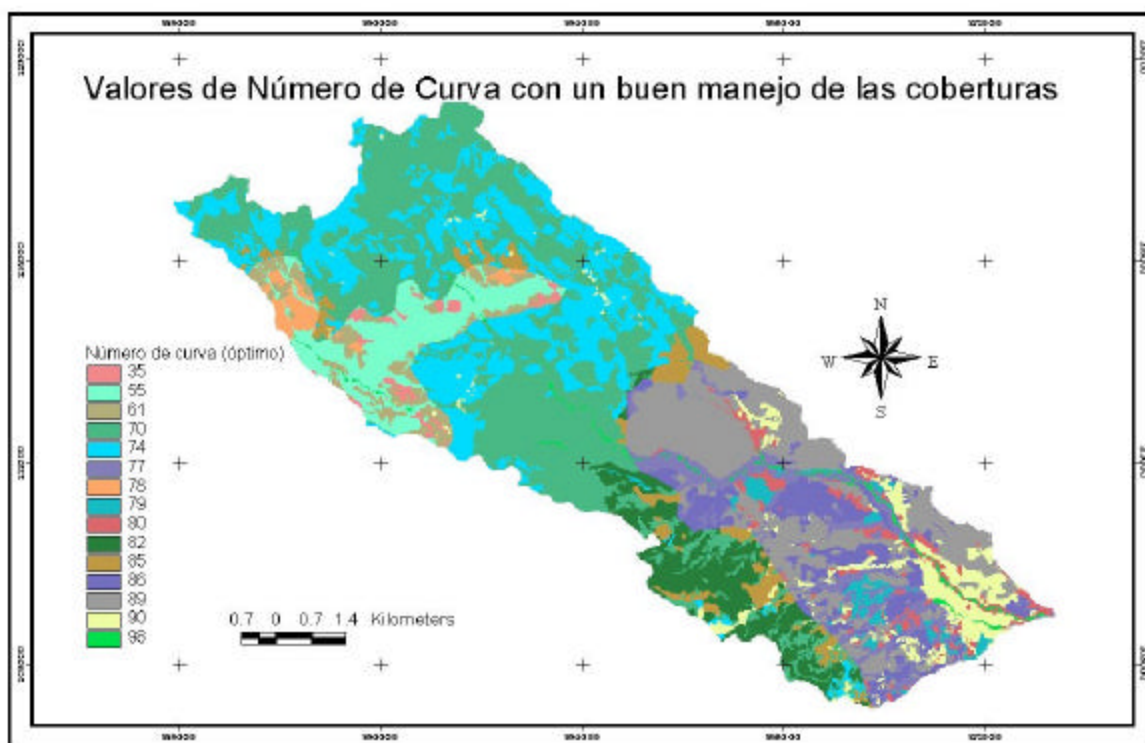 Valores de Número de Curva con un buen manejo de las coberturas
N
W E
S
Número de curva (óptimo)
35
55
61
70
74
77
78
79
80
82
85
86
89
90
98
0.7 0 0.7 1.4 Kilometers